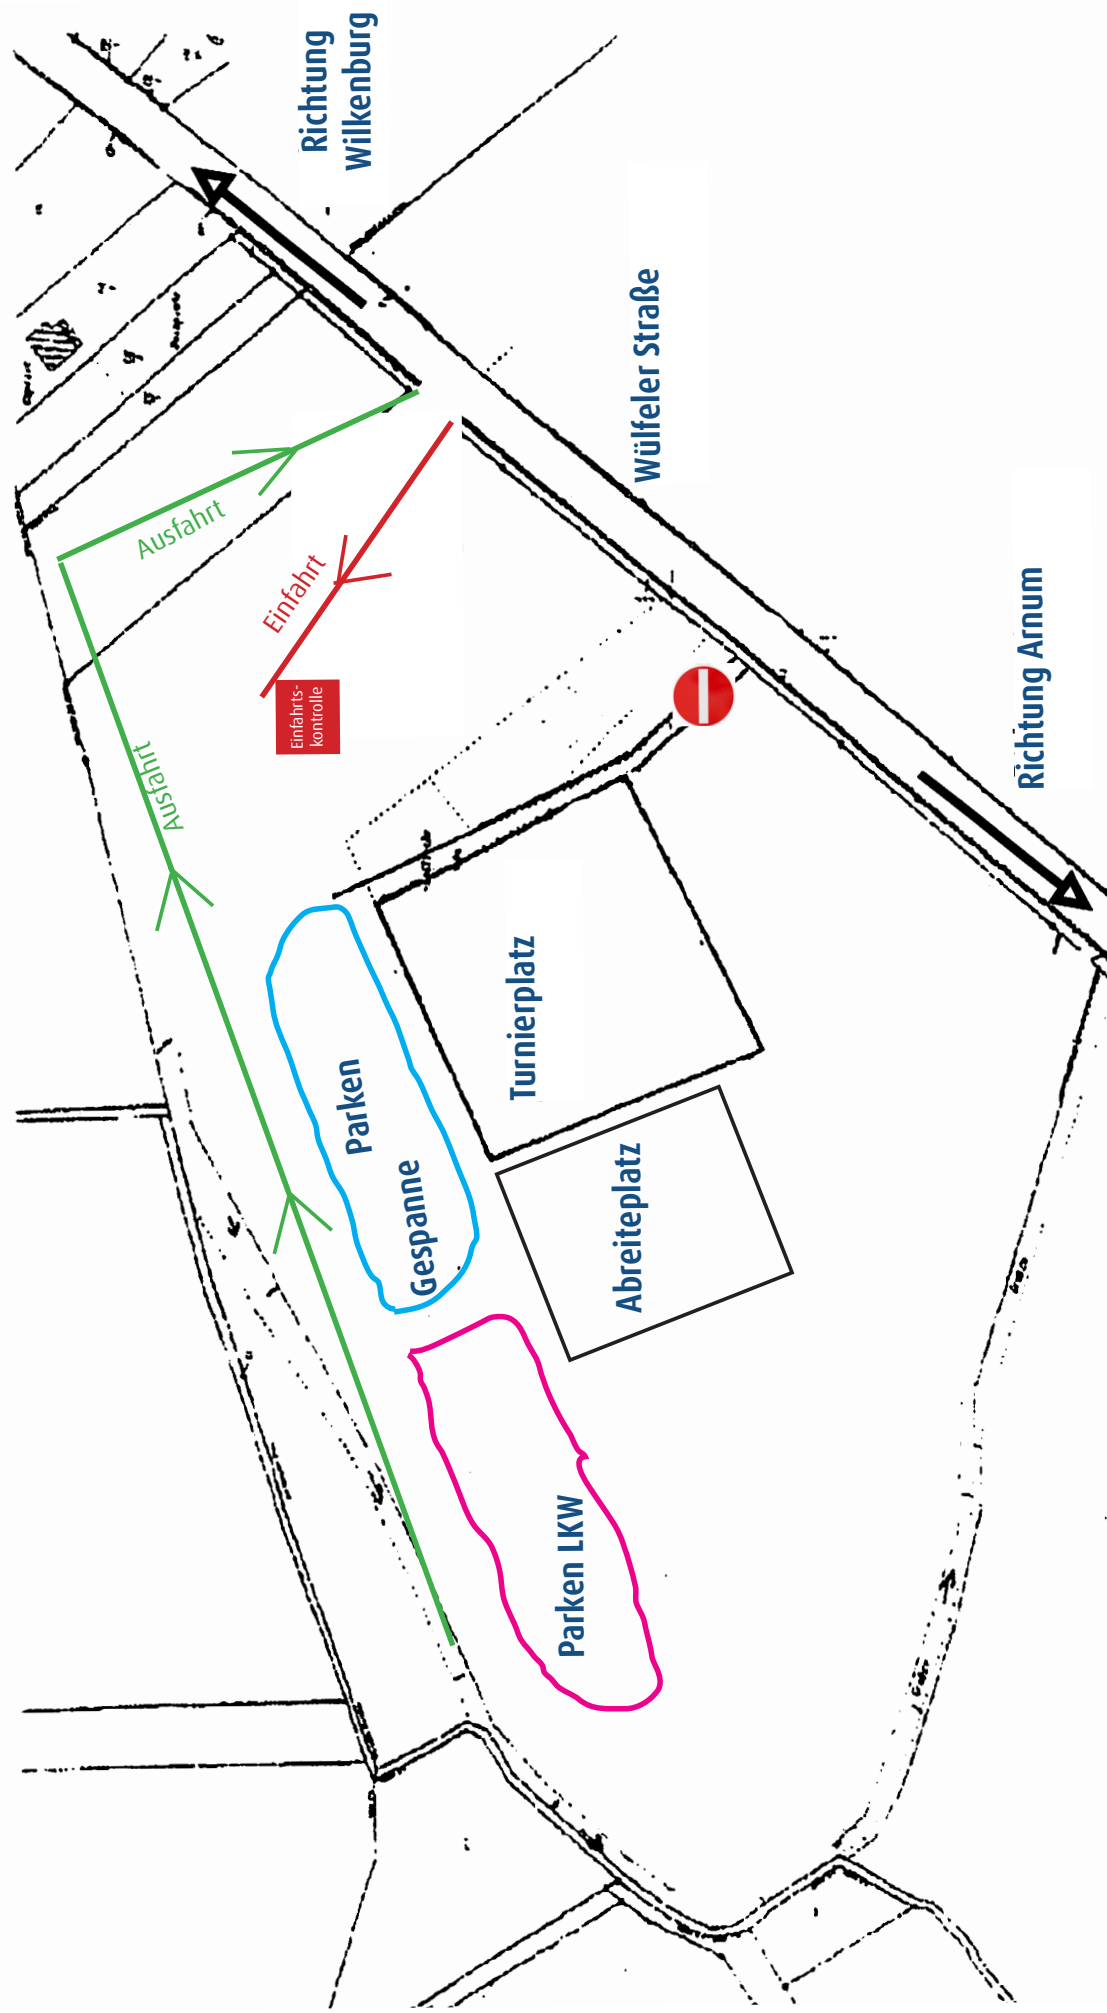 Richtung
Wilkenburg
Wülfeler Straße
Richtung Arnum
Ausfahrt
Einfahrt
Einfahrts-
kontrolle
Ausfahrt
Turnierplatz
Parken
Gespanne
Abreiteplatz
Parken LKW